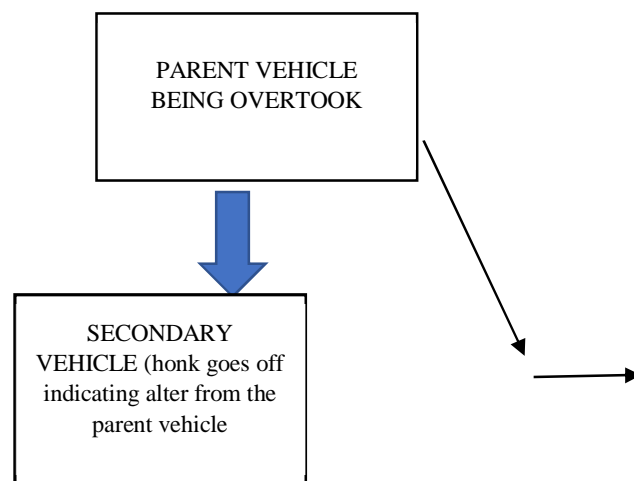 PARENT VEHICLE
BEING OVERTOOK
SECONDARY
VEHICLE (honk goes off
indicating alter from the
parent vehicle